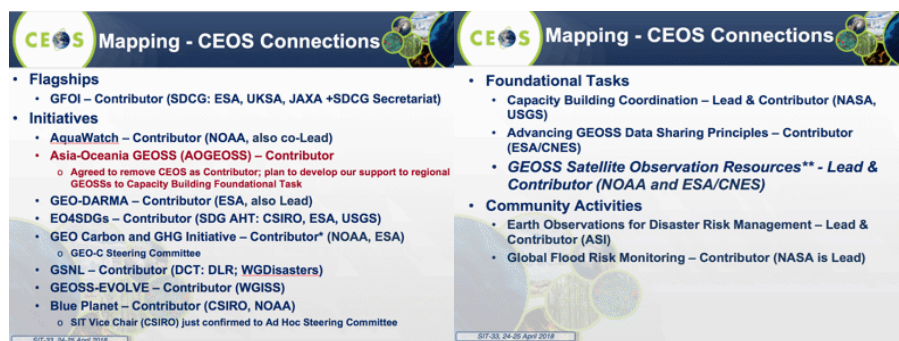 CEOS Mapping - CEOS Connections
• Flagships
• GFOI – Contributor (SDCG: ESA, UKSA, JAXA +SDCG Secretariat)
• Initiatives
• AquaWatch – Contributor (NOAA, also co-Lead)
• Asia-Oceania GEOSS (AOGEOSS) – Contributor
o Agreed to remove CEOS as Contributor; plan to develop our support to regional
GEOSSs to Capacity Building Foundational Task
• GEO-DARMA – Contributor (ESA, also Lead)
• EO4SDGs – Contributor (SDG AHT: CSIRO, ESA, USGS)
• GEO Carbon and GHG Initiative – Contributor* (NOAA, ESA)
o GEO-C Steering Committee
• GSNL – Contributor (DCT: DLR; WGDisasters)
• GEOSS-EVOLVE – Contributor (WGISS)
• Blue Planet – Contributor (CSIRO, NOAA)
o SIT Vice Chair (CSIRO) just confirmed to Ad Hoc Steering Committee
SIT-33, 24-25 April 2018
CEOS Mapping - CEOS Connections
• Foundational Tasks
• Capacity Building Coordination – Lead & Contributor (NASA,
USGS)
• Advancing GEOSS Data Sharing Principles – Contributor
(ESA/CNES)
• GEOSS Satellite Observation Resources** - Lead &
Contributor (NOAA and ESA/CNES)
• Community Activities
• Earth Observations for Disaster Risk Management – Lead &
Contributor (ASI)
• Global Flood Risk Monitoring – Contributor (NASA is Lead)
SIT-33, 24-25 April 2018